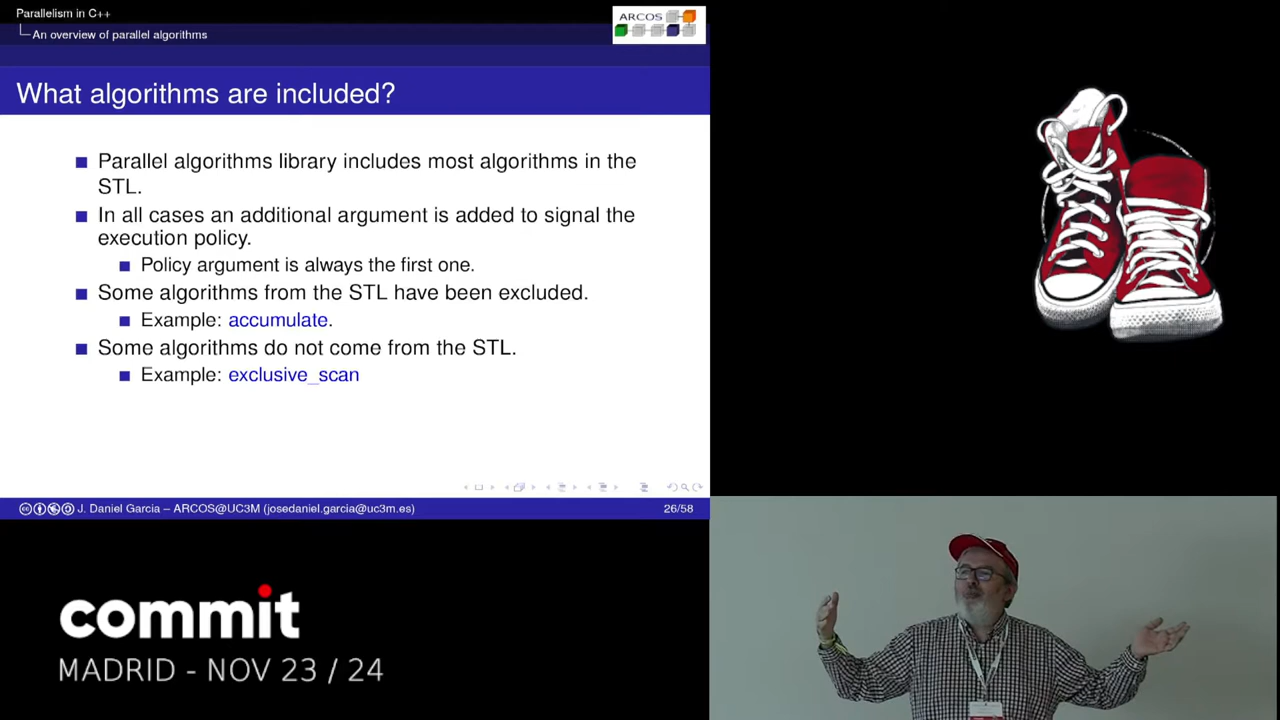 Parallelism in C++
An overview of parallel algorithms
ARCOS
What algorithms are included?
Parallel algorithms library includes most algorithms in the
STL.
In all cases an additional argument is added to signal the
execution policy.
Policy argument is always the first one.
Some algorithms from the STL have been excluded.
Example: accumulate.
Some algorithms do not come from the STL.
Example: exclusive_scan
J. Daniel Garcia – ARCOS@UC3M (josedaniel.garcia@uc3m.es)
26/58
commit
MADRID - NOV 23 / 24